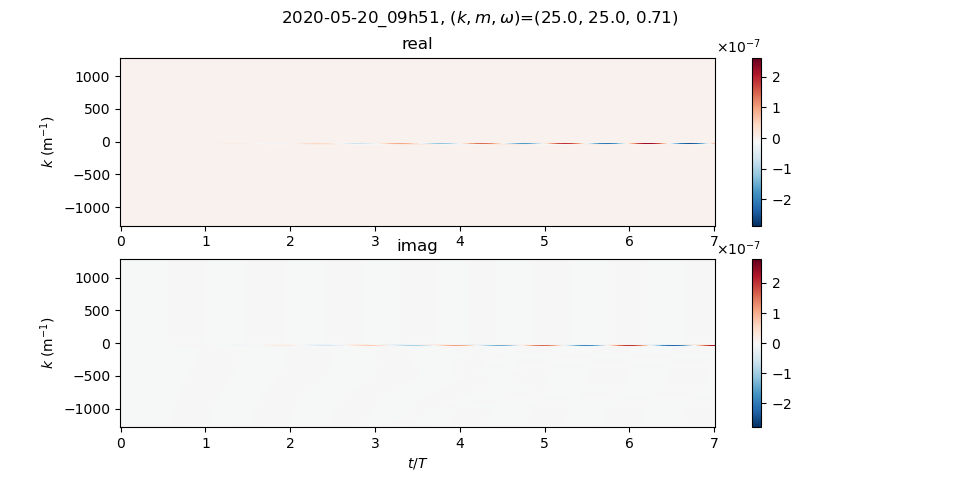 2020-05-20_09h51, (k, m, ω)=(25.0, 25.0, 0.71)
real
×10⁻⁷
k (m⁻¹)
1000
500
0
−500
−1000
2
1
0
−1
−2
0 1 2 3 4 5 6 7
imag
×10⁻⁷
k (m⁻¹)
1000
500
0
−500
−1000
2
1
0
−1
−2
0 1 2 3 4 5 6 7
t/T